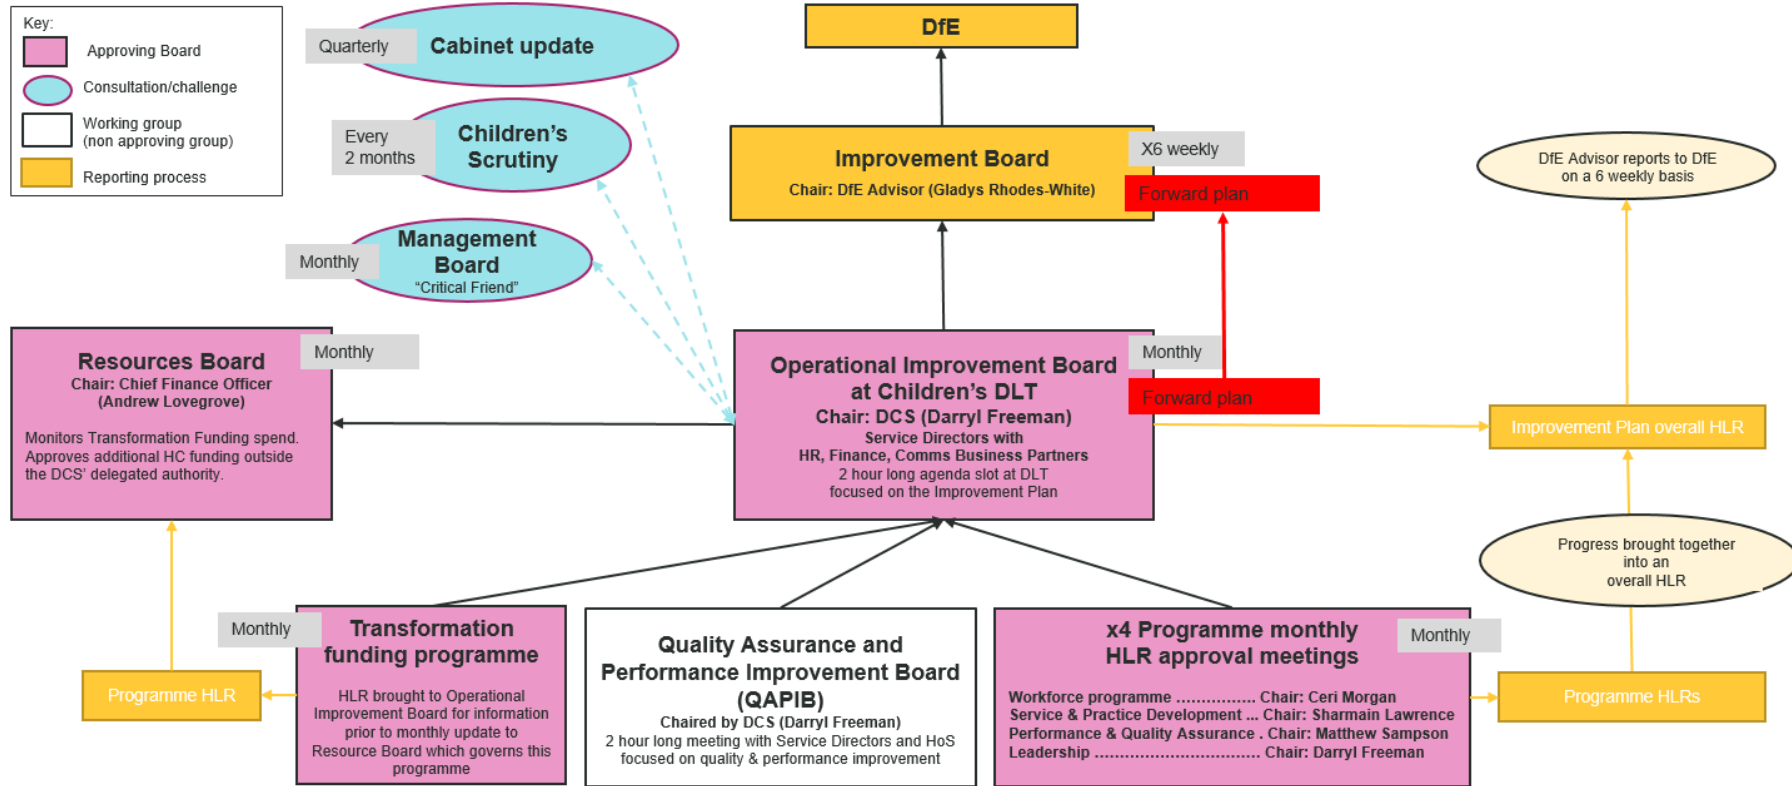 Key:
Approving Board
Consultation/challenge
Working group
(non approving group)
Reporting process
Quarterly
Cabinet update
Every
2 months
Children's
Scrutiny
Monthly
Management
Board
"Critical Friend"
DfE
Improvement Board
Chair: DfE Advisor (Gladys Rhodes-White)
X6 weekly
Forward plan
DfE Advisor reports to DfE
on a 6 weekly basis
Resources Board
Chair: Chief Finance Officer
(Andrew Lovegrove)
Monitors Transformation Funding spend.
Approves additional HC funding outside
the DCS' delegated authority.
Monthly
Operational Improvement Board
at Children's DLT
Chair: DCS (Darryl Freeman)
Service Directors with
HR, Finance, Comms Business Partners
2 hour long agenda slot at DLT
focused on the Improvement Plan
Monthly
Forward plan
Improvement Plan overall HLR
Progress brought together
into an
overall HLR
Programme HLR
Monthly
Transformation
funding programme
HLR brought to Operational
Improvement Board for information
prior to monthly update to
Resource Board which governs this
programme
Quality Assurance and
Performance Improvement Board
(QAPIB)
Chaired by DCS (Darryl Freeman)
2 hour long meeting with Service Directors and HoS
focused on quality & performance improvement
x4 Programme monthly
HLR approval meetings
Monthly
Workforce programme ................ Chair: Ceri Morgan
Service & Practice Development ... Chair: Sharmain Lawrence
Performance & Quality Assurance . Chair: Matthew Sampson
Leadership .................................. Chair: Darryl Freeman
Programme HLRs